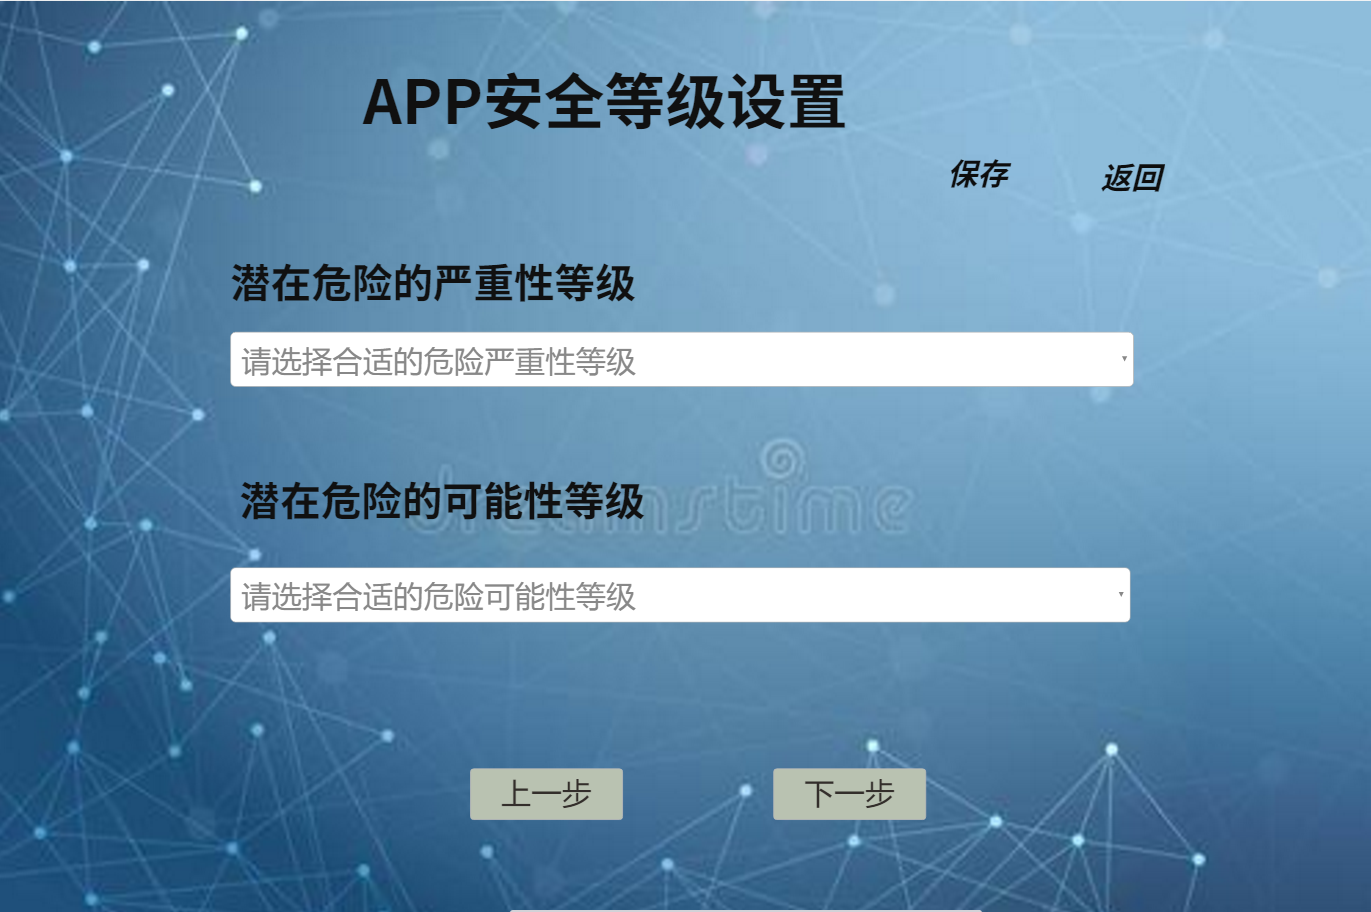 APP安全等级设置
保存 返回
潜在危险的严重性等级
请选择合适的危险严重性等级
潜在危险的可能性等级
dreamstime
请选择合适的危险可能性等级
上一步 下一步